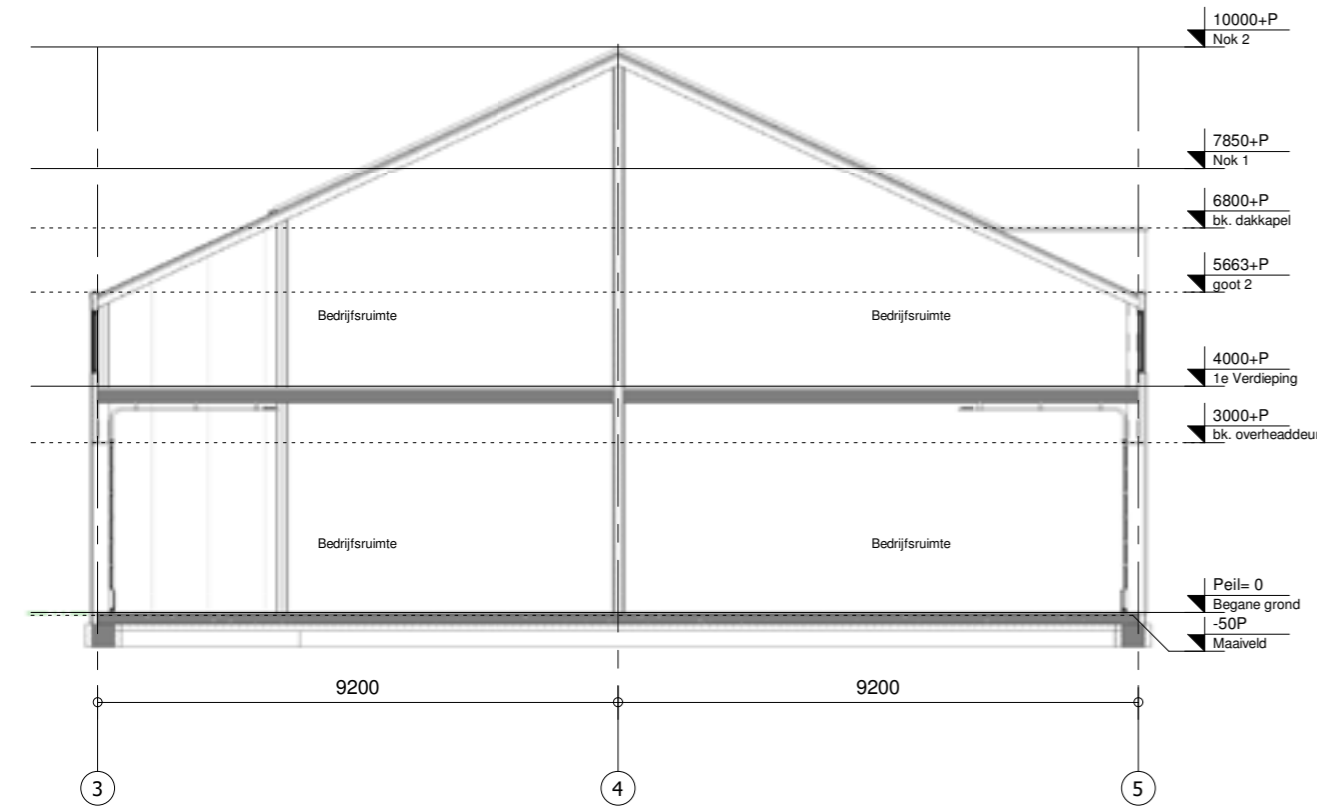 10000+P
Nok 2
7850+P
Nok 1
6800+P
bk. dakkapel
5663+P
goot 2
Bedrijfsruimte
Bedrijfsruimte
4000+P
1e Verdieping
3000+P
bk. overheaddeur
Bedrijfsruimte
Bedrijfsruimte
Peil= 0
Begane grond
-50P
Maaiveld
9200
9200
3
4
5